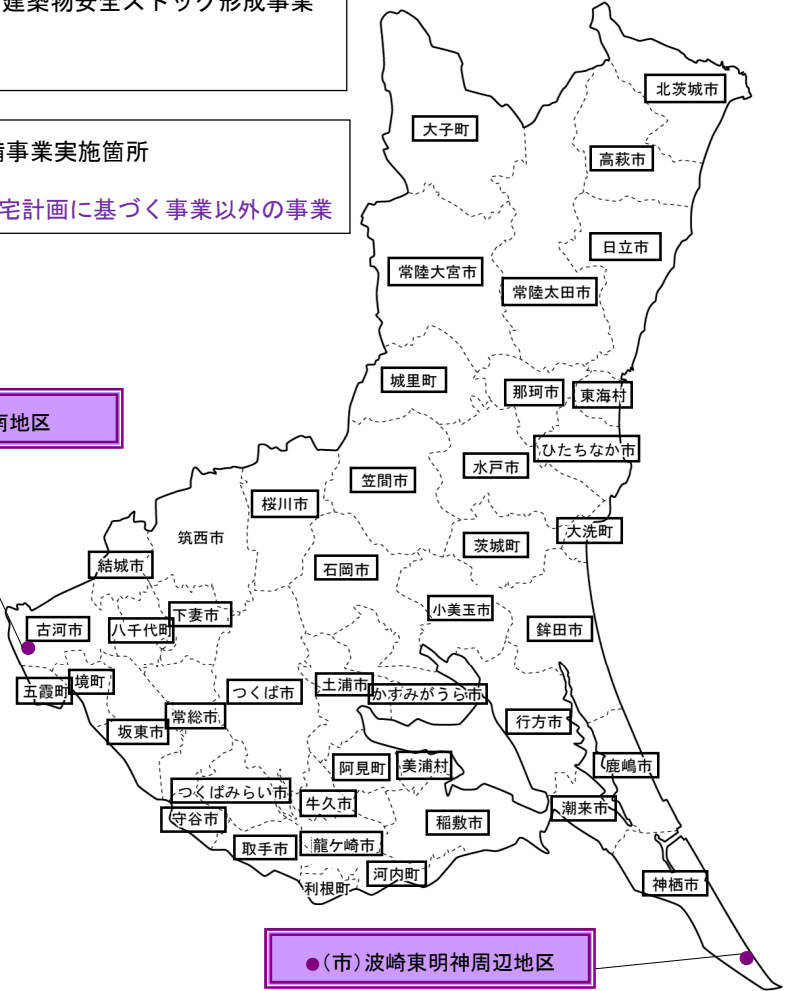 建築物安全ストック形成事業
備事業実施箇所
宅計画に基づく事業以外の事業
北茨城市
大子町
高萩市
日立市
常陸大宮市
常陸太田市
城里町
那珂市
東海村
南地区
ひたちなか市
水戸市
笠間市
桜川市
大洗町
筑西市
茨城町
結城市
石岡市
小美玉市
下妻市
古河市
八千代町
鉾田市
境町
土浦市
五霞町
つくば市
かすみがうら市
常総市
行方市
坂東市
鹿嶋市
阿見町
美浦村
つくばみらい市
牛久市
潮来市
守谷市
稲敷市
取手市
龍ケ崎市
河内町
利根町
神栖市
●(市)波崎東明神周辺地区